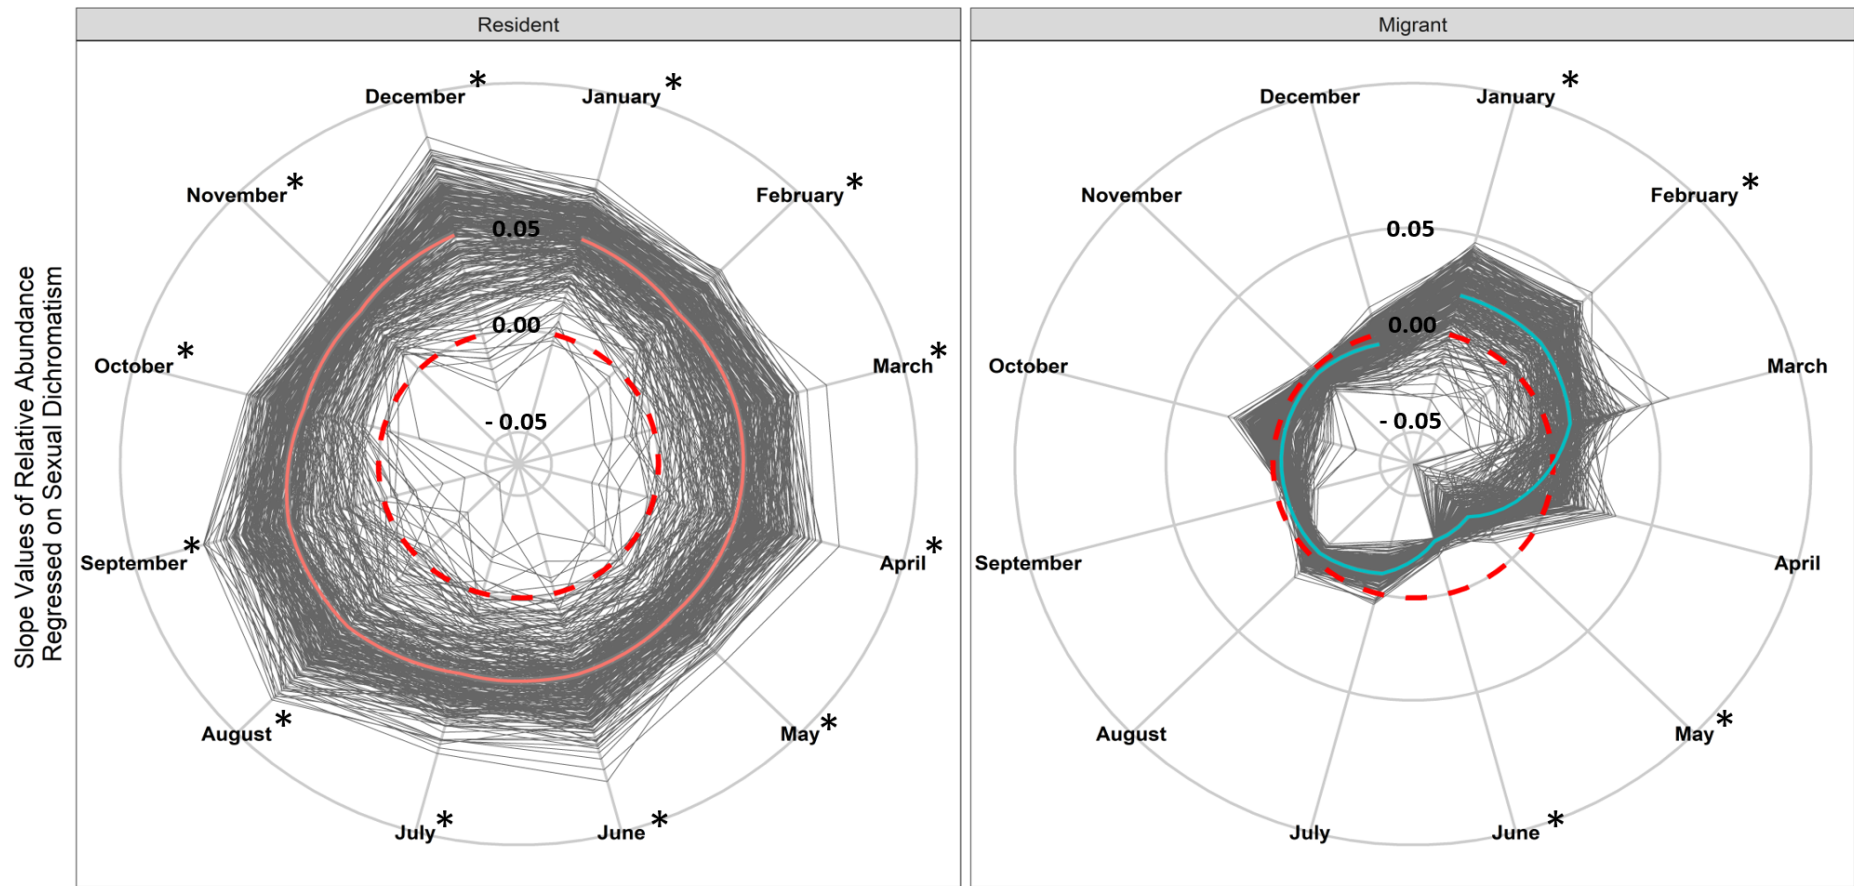 Resident
Migrant
Slope Values of Relative Abundance
Regressed on Sexual Dichromatism
December *
January *
November *
February *
0.05
October *
0.00
March *
- 0.05
September *
April *
August *
May *
July *
June *
December
January *
November
February *
0.05
October
0.00
March
- 0.05
September
April
August
May *
July
June *